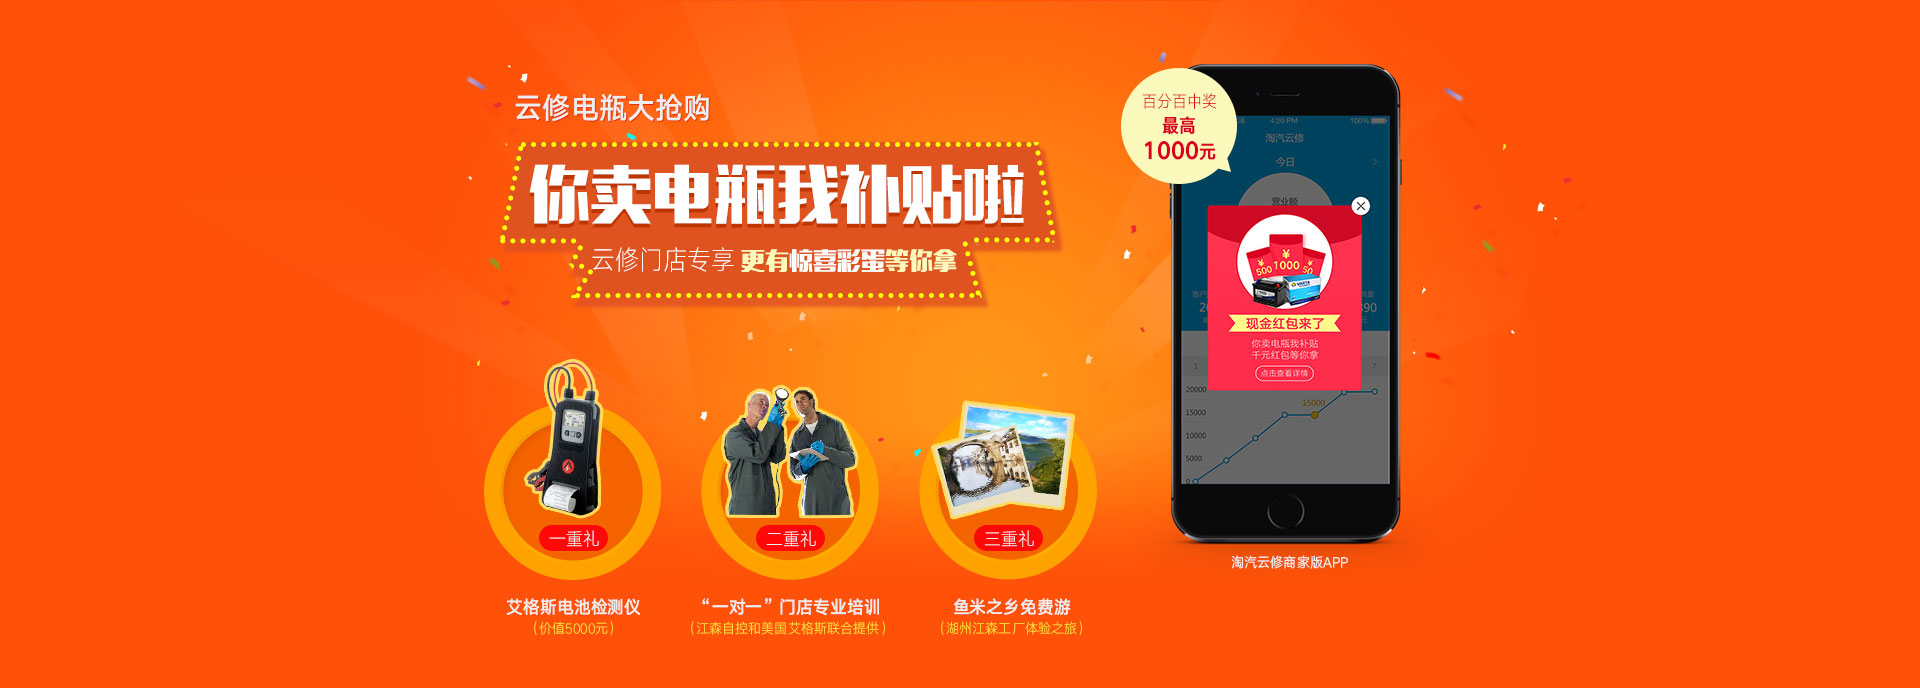 云修电瓶大抢购
你卖电瓶我补贴啦
云修门店专享 更有惊喜彩蛋等你拿
百分百中奖
最高
1000元
4:20 PM
100%
淘汽云修
今日
营业额
¥ 500
¥ 1000
¥ 50
VARTA
现金红包来了
你卖电瓶我补贴
千元红包等你拿
点击查看详情
1
7
20000
15000
15000
10000
5000
0
淘汽云修商家版APP
一重礼
艾格斯电池检测仪
（价值5000元）
二重礼
“一对一”门店专业培训
（江森自控和美国艾格斯联合提供）
三重礼
鱼米之乡免费游
（湖州江森工厂体验之旅）